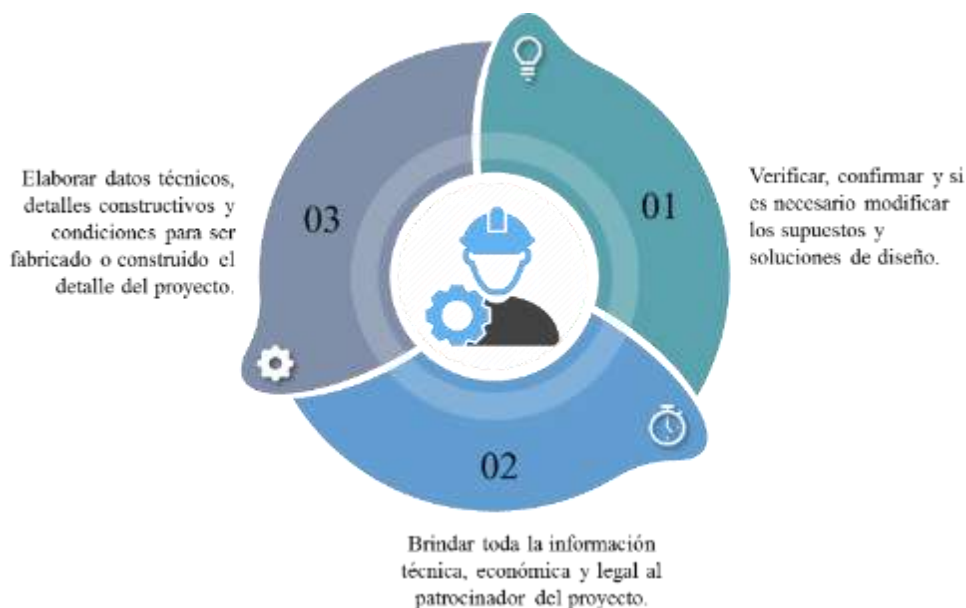 01
Verificar, confirmar y si
es necesario modificar
los supuestos y
soluciones de diseño.
02
Brindar toda la información
técnica, económica y legal al
patrocinador del proyecto.
03
Elaborar datos técnicos,
detalles constructivos y
condiciones para ser
fabricado o construido el
detalle del proyecto.